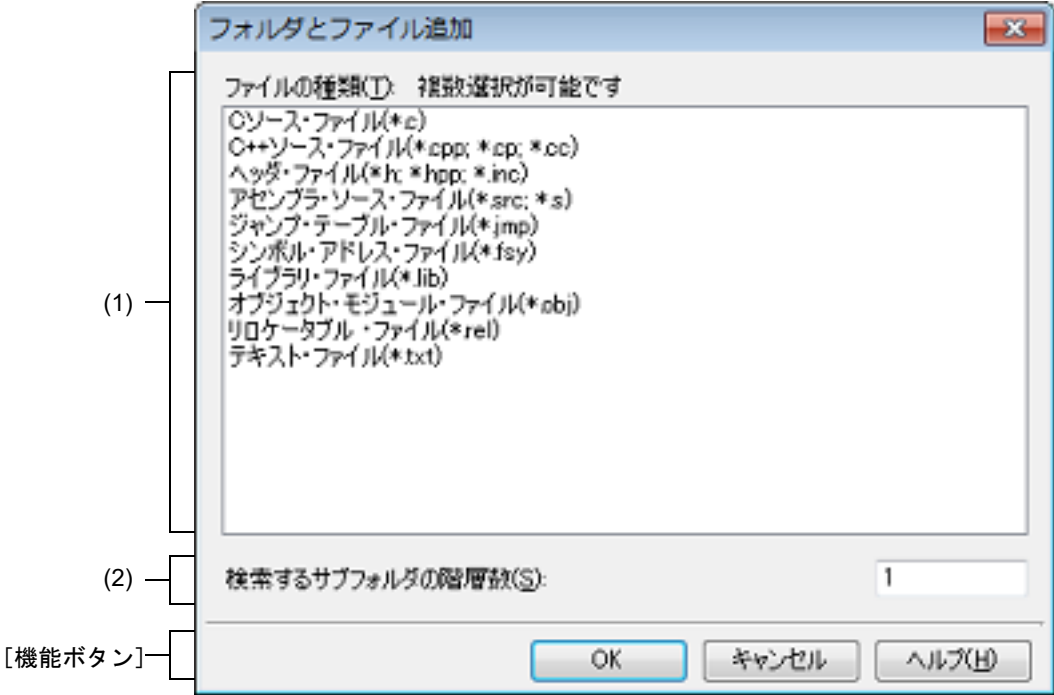 フォルダとファイル追加
ファイルの種類(T): 複数選択が可能です
Cソース・ファイル(*.c)
C++ソース・ファイル(*.cpp; *.cp; *.cc)
ヘッダ・ファイル(*.h; *.hpp; *.inc)
アセンブラ・ソース・ファイル(*.src; *.s)
ジャンプ・テーブル・ファイル(*.jmp)
シンボル・アドレス・ファイル(*.fsy)
ライブラリ・ファイル(*.lib)
(1)
オブジェクト・モジュール・ファイル(*.obj)
リロケータブル ・ファイル(*.rel)
テキスト・ファイル(*.txt)
(2)
検索するサブフォルダの階層数(S):
1
[機能ボタン]
OK
キャンセル
ヘルプ(H)